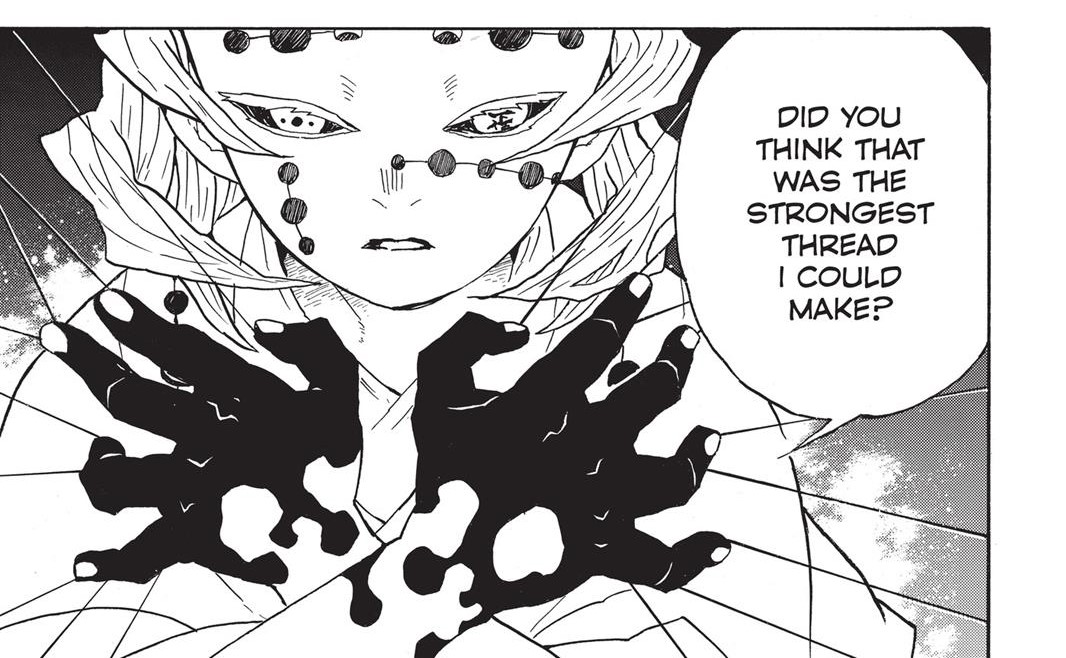 DID YOU
THINK THAT
WAS THE
STRONGEST
THREAD
I COULD
MAKE?